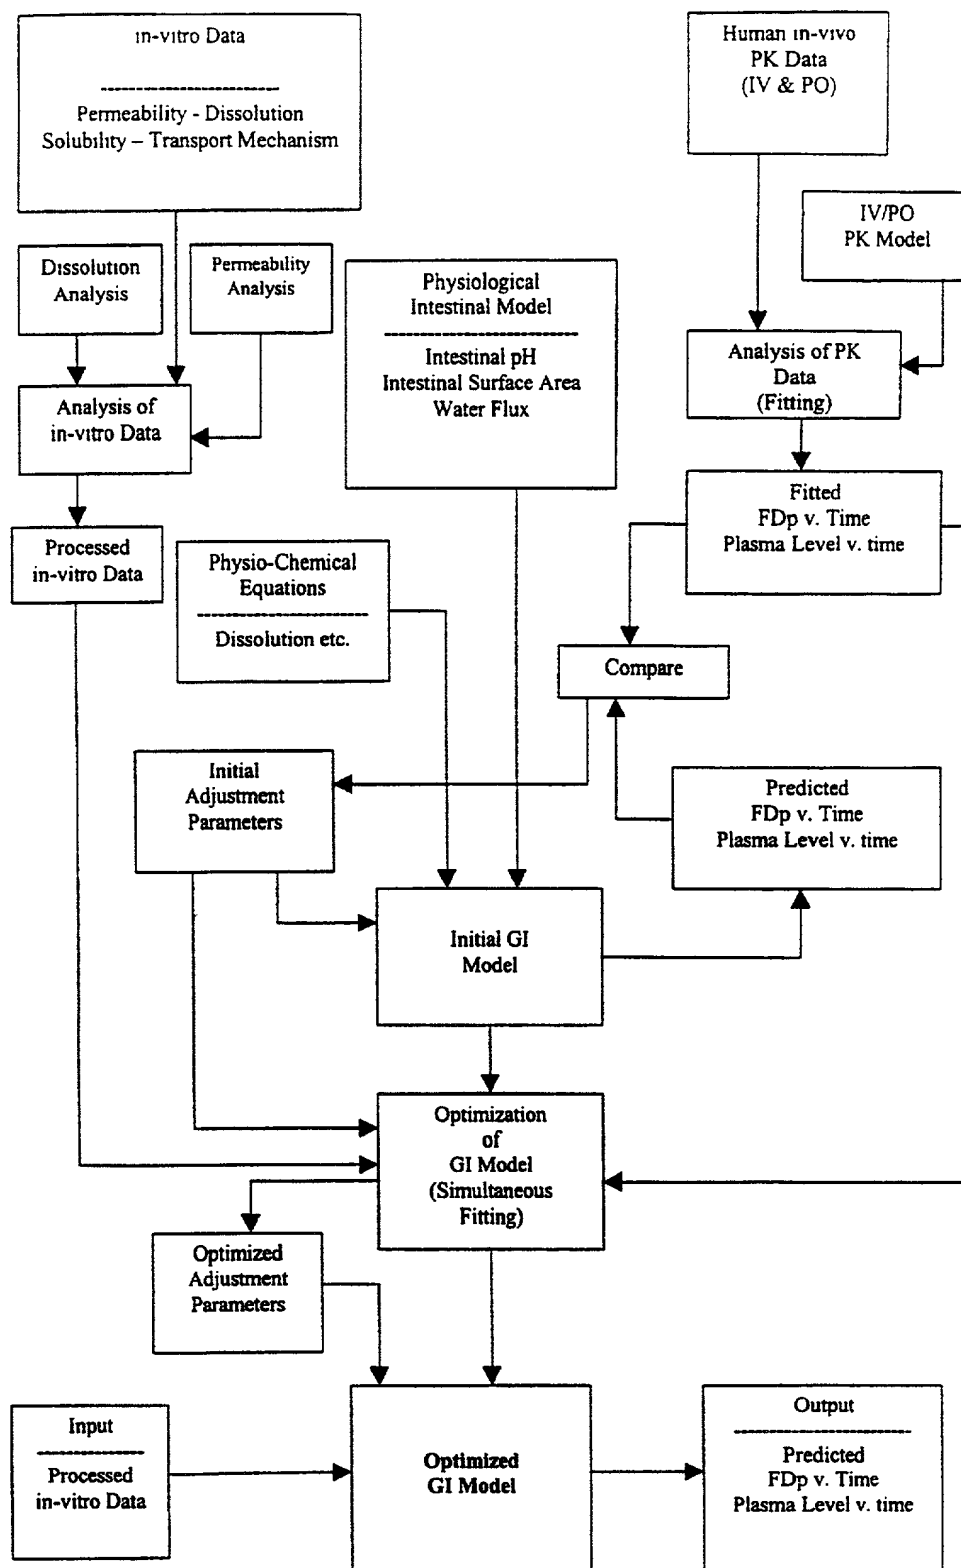 in-vitro Data
Permeability - Dissolution
Solubility – Transport Mechanism
Human in-vivo
PK Data
(IV & PO)
IV/PO
PK Model
Dissolution
Analysis
Permeability
Analysis
Physiological
Intestinal Model
Intestinal pH
Intestinal Surface Area
Water Flux
Analysis of PK
Data
(Fitting)
Analysis of
in-vitro Data
Fitted
FDp v. Time
Plasma Level v. time
Processed
in-vitro Data
Physio-Chemical
Equations
Dissolution etc.
Compare
Initial
Adjustment
Parameters
Predicted
FDp v. Time
Plasma Level v. time
Initial GI
Model
Optimization
of
GI Model
(Simultaneous
Fitting)
Optimized
Adjustment
Parameters
Input
Processed
in-vitro Data
Optimized
GI Model
Output
Predicted
FDp v. Time
Plasma Level v. time